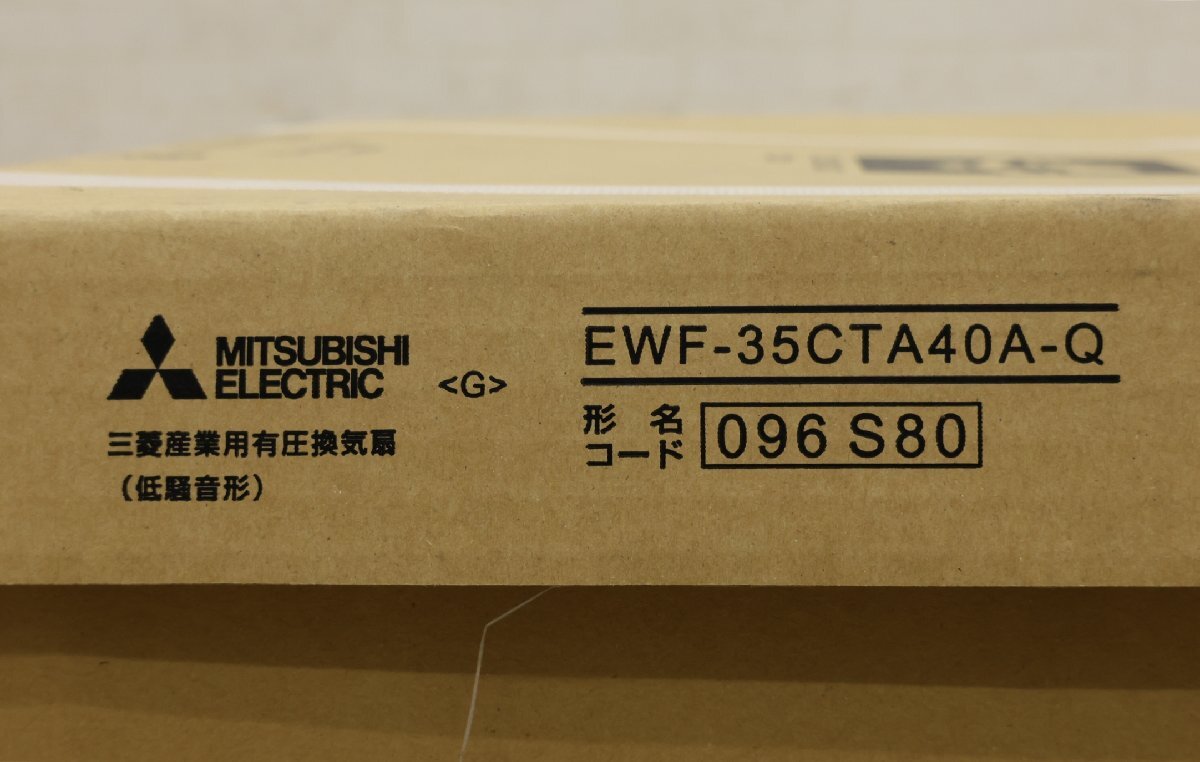 MITSUBISHI
ELECTRIC
<G>
三菱産業用有圧換気扇
（低騒音形）
EWF-35CTA40A-Q
形名
コード
096 S80